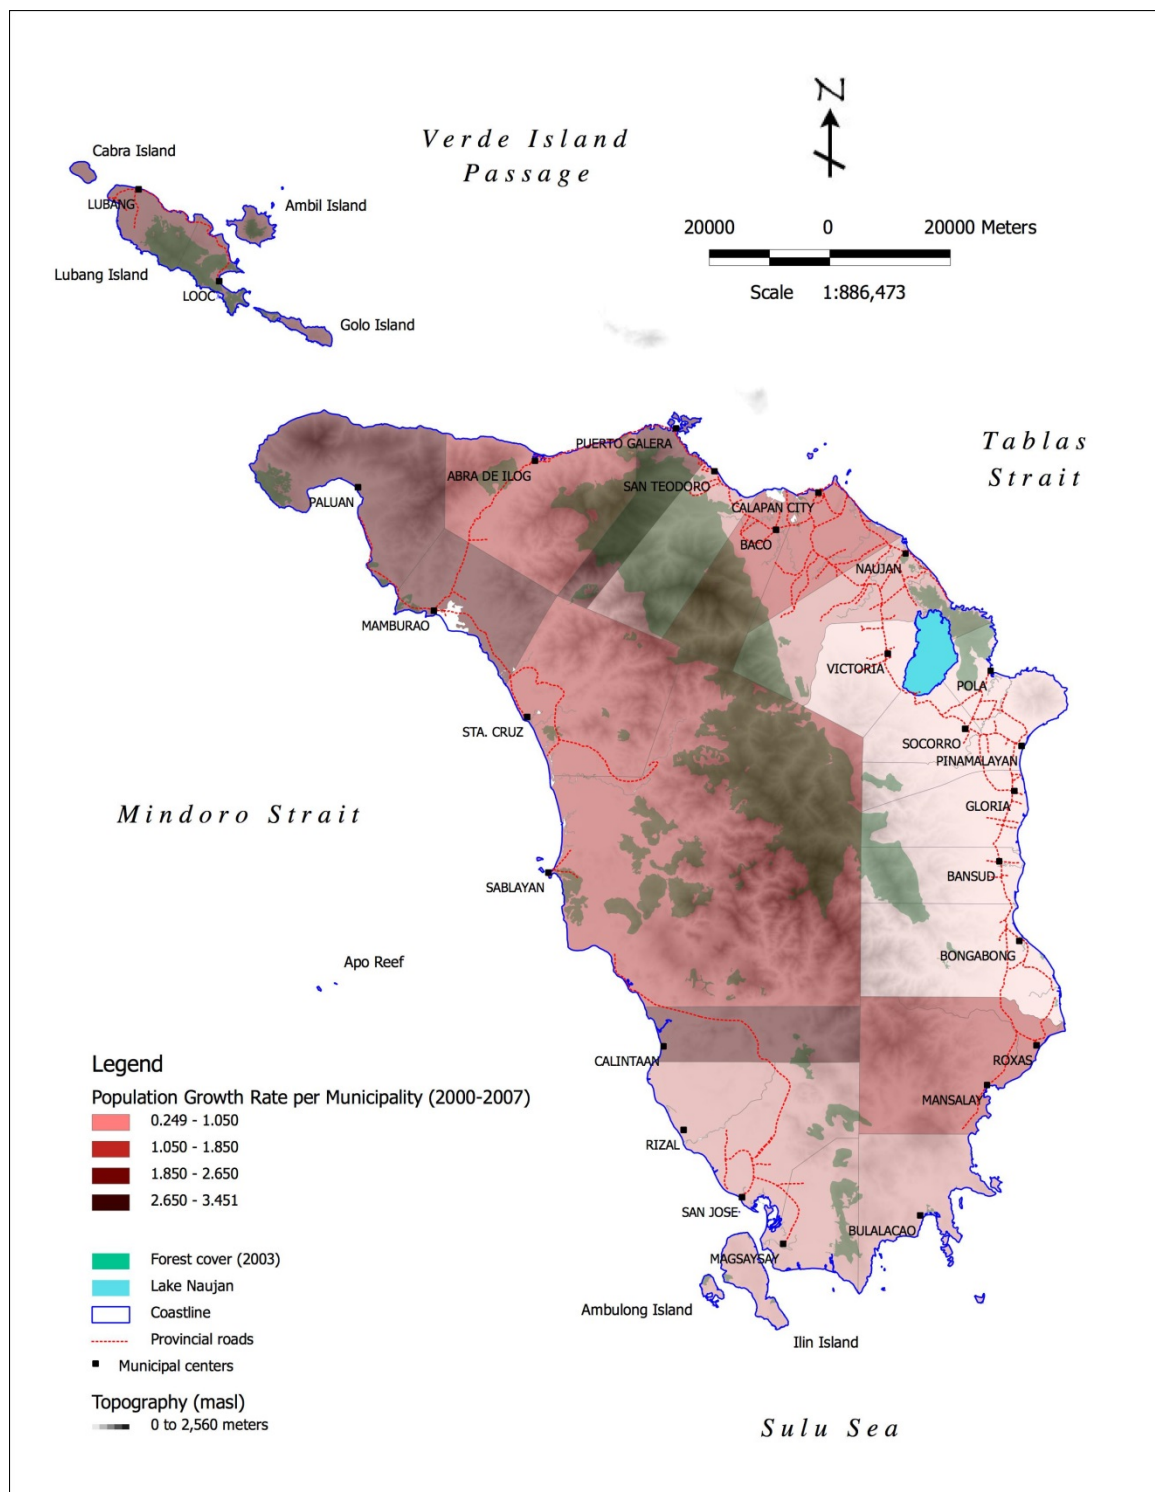 N
Verde Island
Passage
Cabra Island
LUBANG
Ambil Island
Lubang Island
LOOC
Golo Island
20000 0 20000 Meters
Scale 1:886,473
Tablas
Strait
PUERTO GALERA
ABRA DE ILOG
SAN TEODORO
PALUAN
CALAPAN CITY
BACO
NAUJAN
MAMBURAO
VICTORIA
POLA
STA. CRUZ
SOCORRO
PINAMALAYAN
GLORIA
Mindoro Strait
BANSUD
SABLAYAN
BONGABONG
Apo Reef
CALINTAAN
ROXAS
MANSALAY
RIZAL
SAN JOSE
BULALACAO
MAGSAYSAY
Ambulong Island
Ilin Island
Sulu Sea
Legend
Population Growth Rate per Municipality (2000-2007)
0.249 - 1.050
1.050 - 1.850
1.850 - 2.650
2.650 - 3.451
Forest cover (2003)
Lake Naujan
Coastline
Provincial roads
Municipal centers
Topography (masl)
0 to 2,560 meters